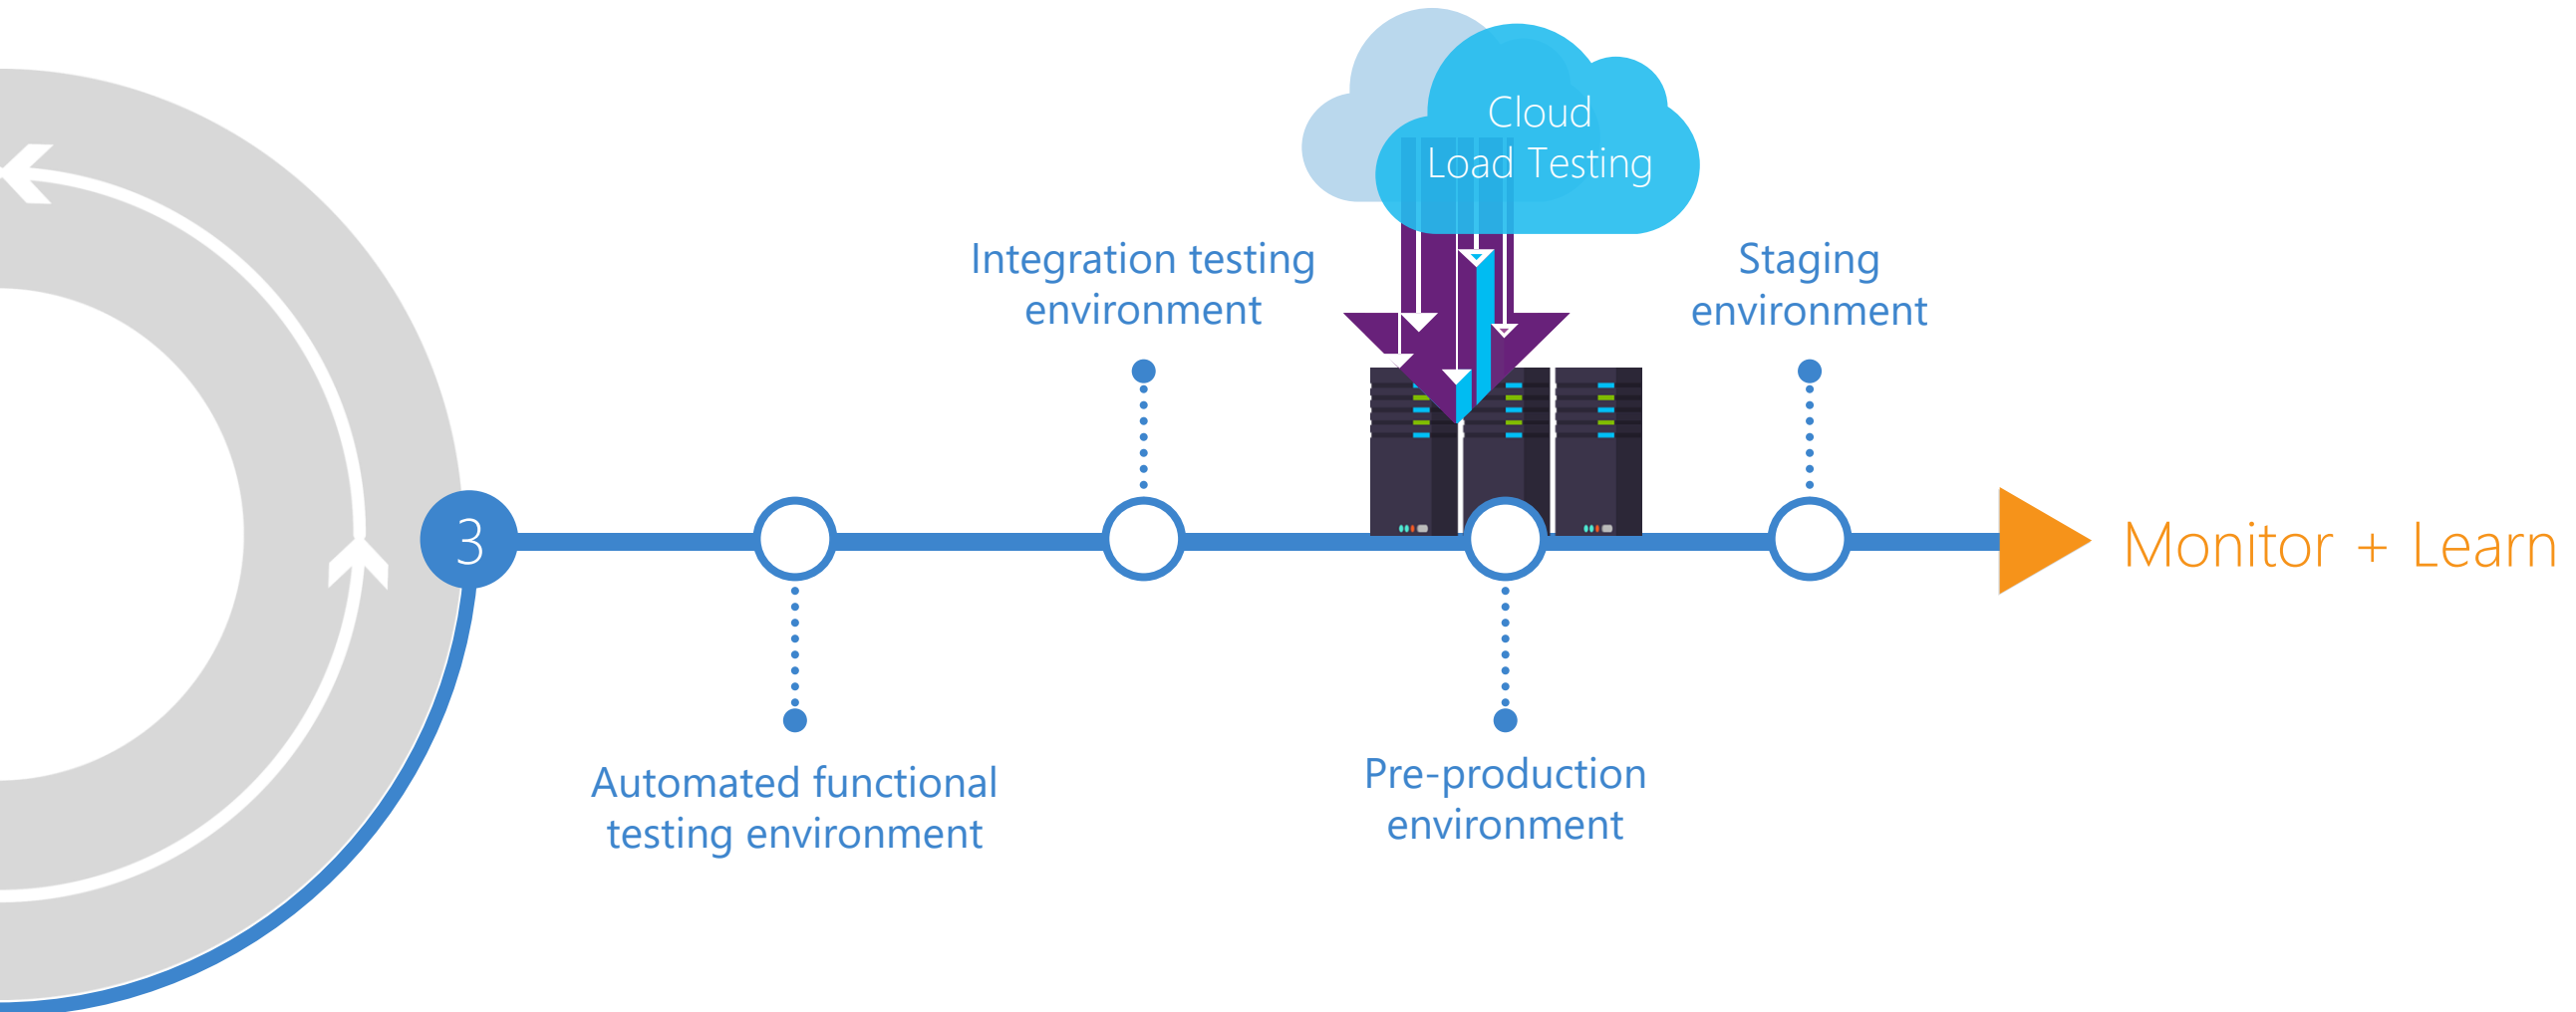 Cloud
Load Testing
Integration testing
environment
Staging
environment
3
Monitor + Learn
Automated functional
testing environment
Pre-production
environment